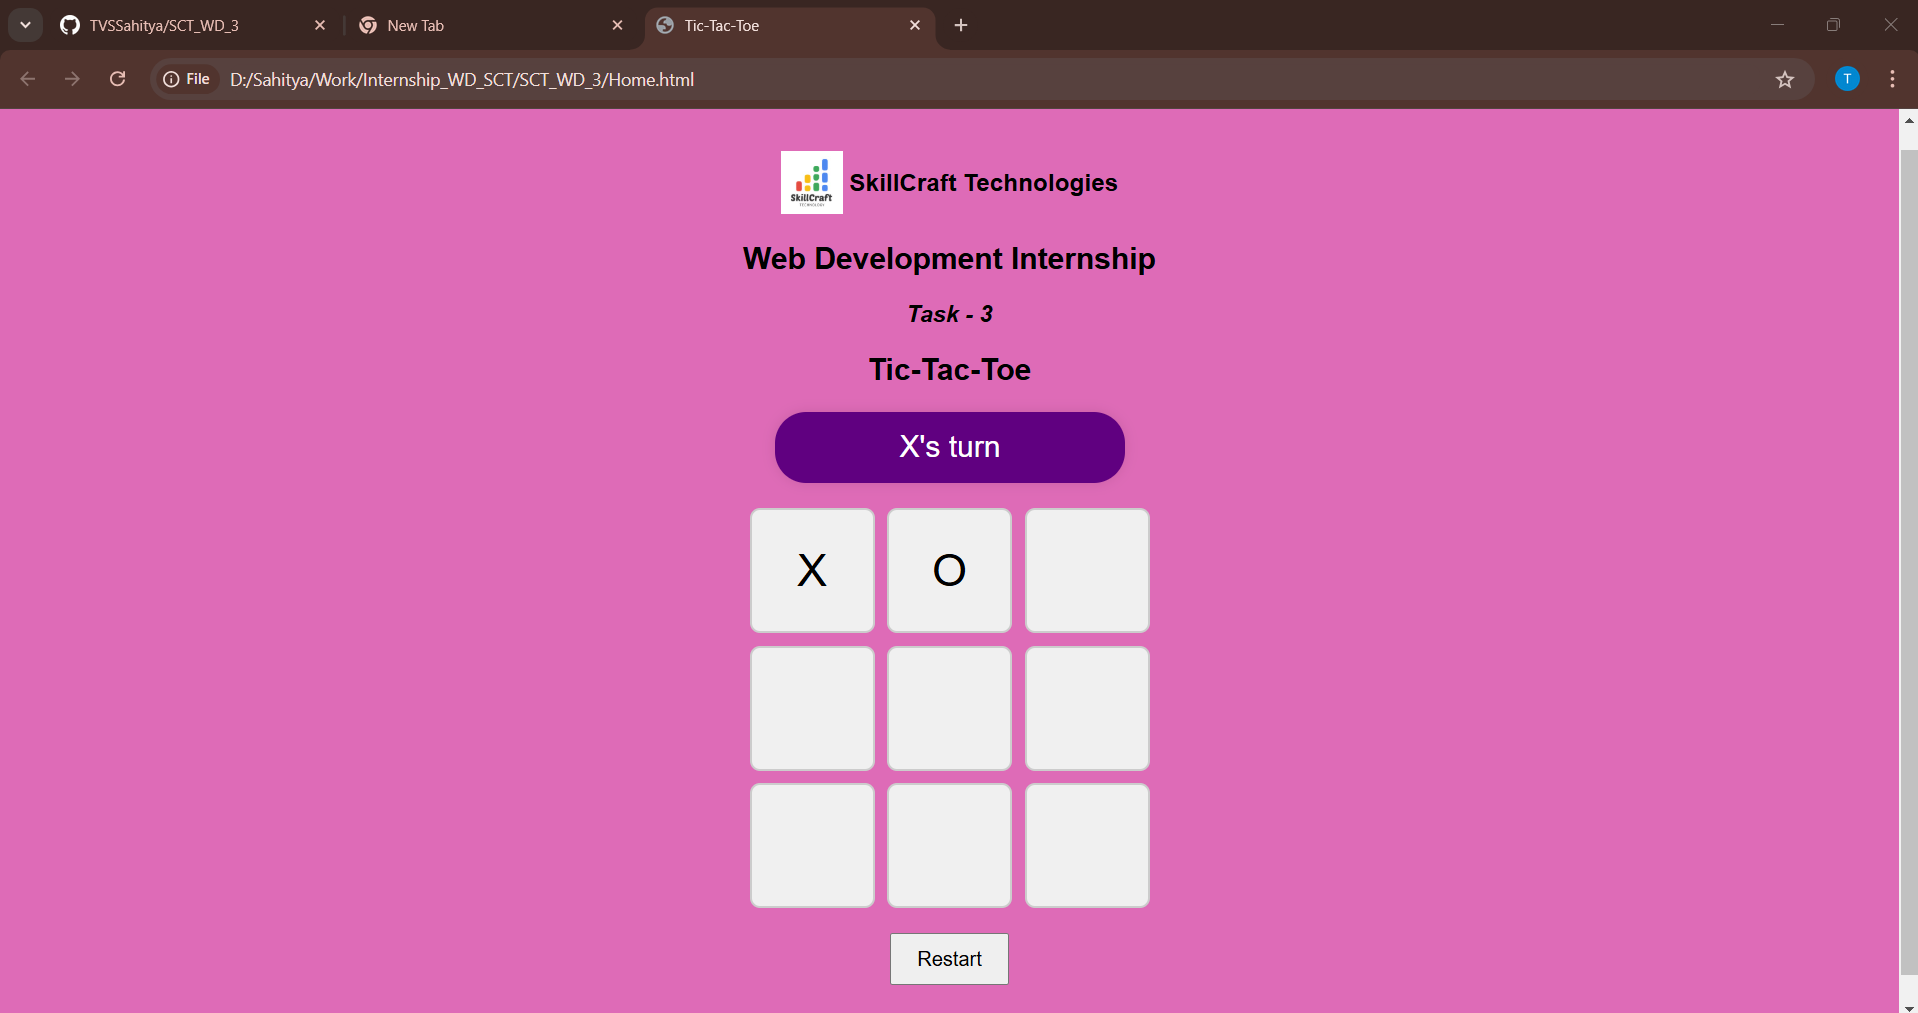 TVSSahitya/SCT_WD_3
New Tab
Tic-Tac-Toe
File D:/Sahitya/Work/Internship_WD_SCT/SCT_WD_3/Home.html
T
SkillCraft
TECHNOLOGY
SkillCraft Technologies
Web Development Internship
Task - 3
Tic-Tac-Toe
X's turn
X O
Restart